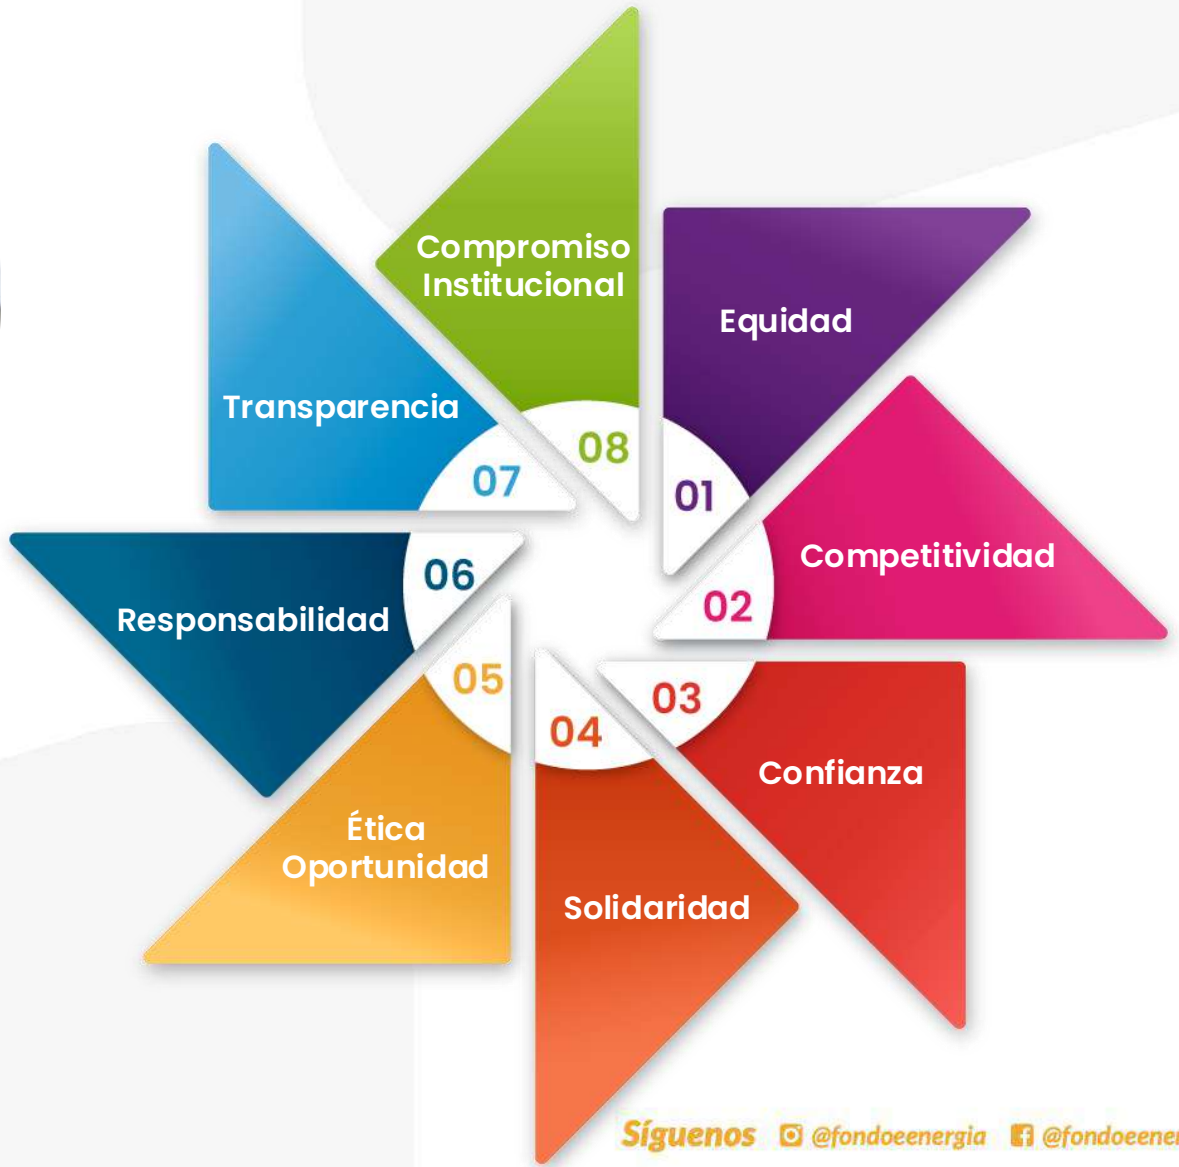 01
Equidad
02
Competitividad
03
Confianza
04
Solidaridad
05
Ética
Oportunidad
06
Responsabilidad
07
Transparencia
08
Compromiso
Institucional
Síguenos @fondoeenergia @fondoeener